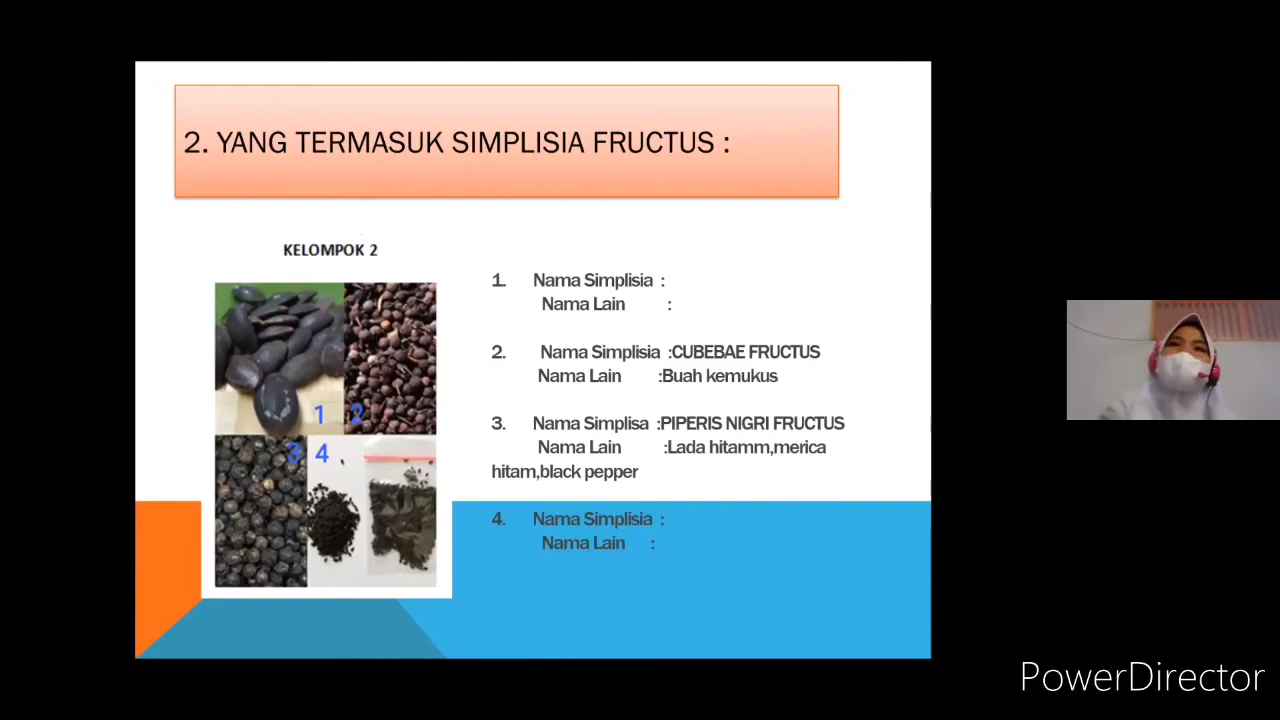 2. YANG TERMASUK SIMPLISIA FRUCTUS :
KELOMPOK 2
1 2
3 4
1. Nama Simplisia :
Nama Lain :
2. Nama Simplisia :CUBEBAE FRUCTUS
Nama Lain :Buah kemukus
3. Nama Simplisa :PIPERIS NIGRI FRUCTUS
Nama Lain :Lada hitamm,merica
hitam,black pepper
4. Nama Simplisia :
Nama Lain :
PowerDirector